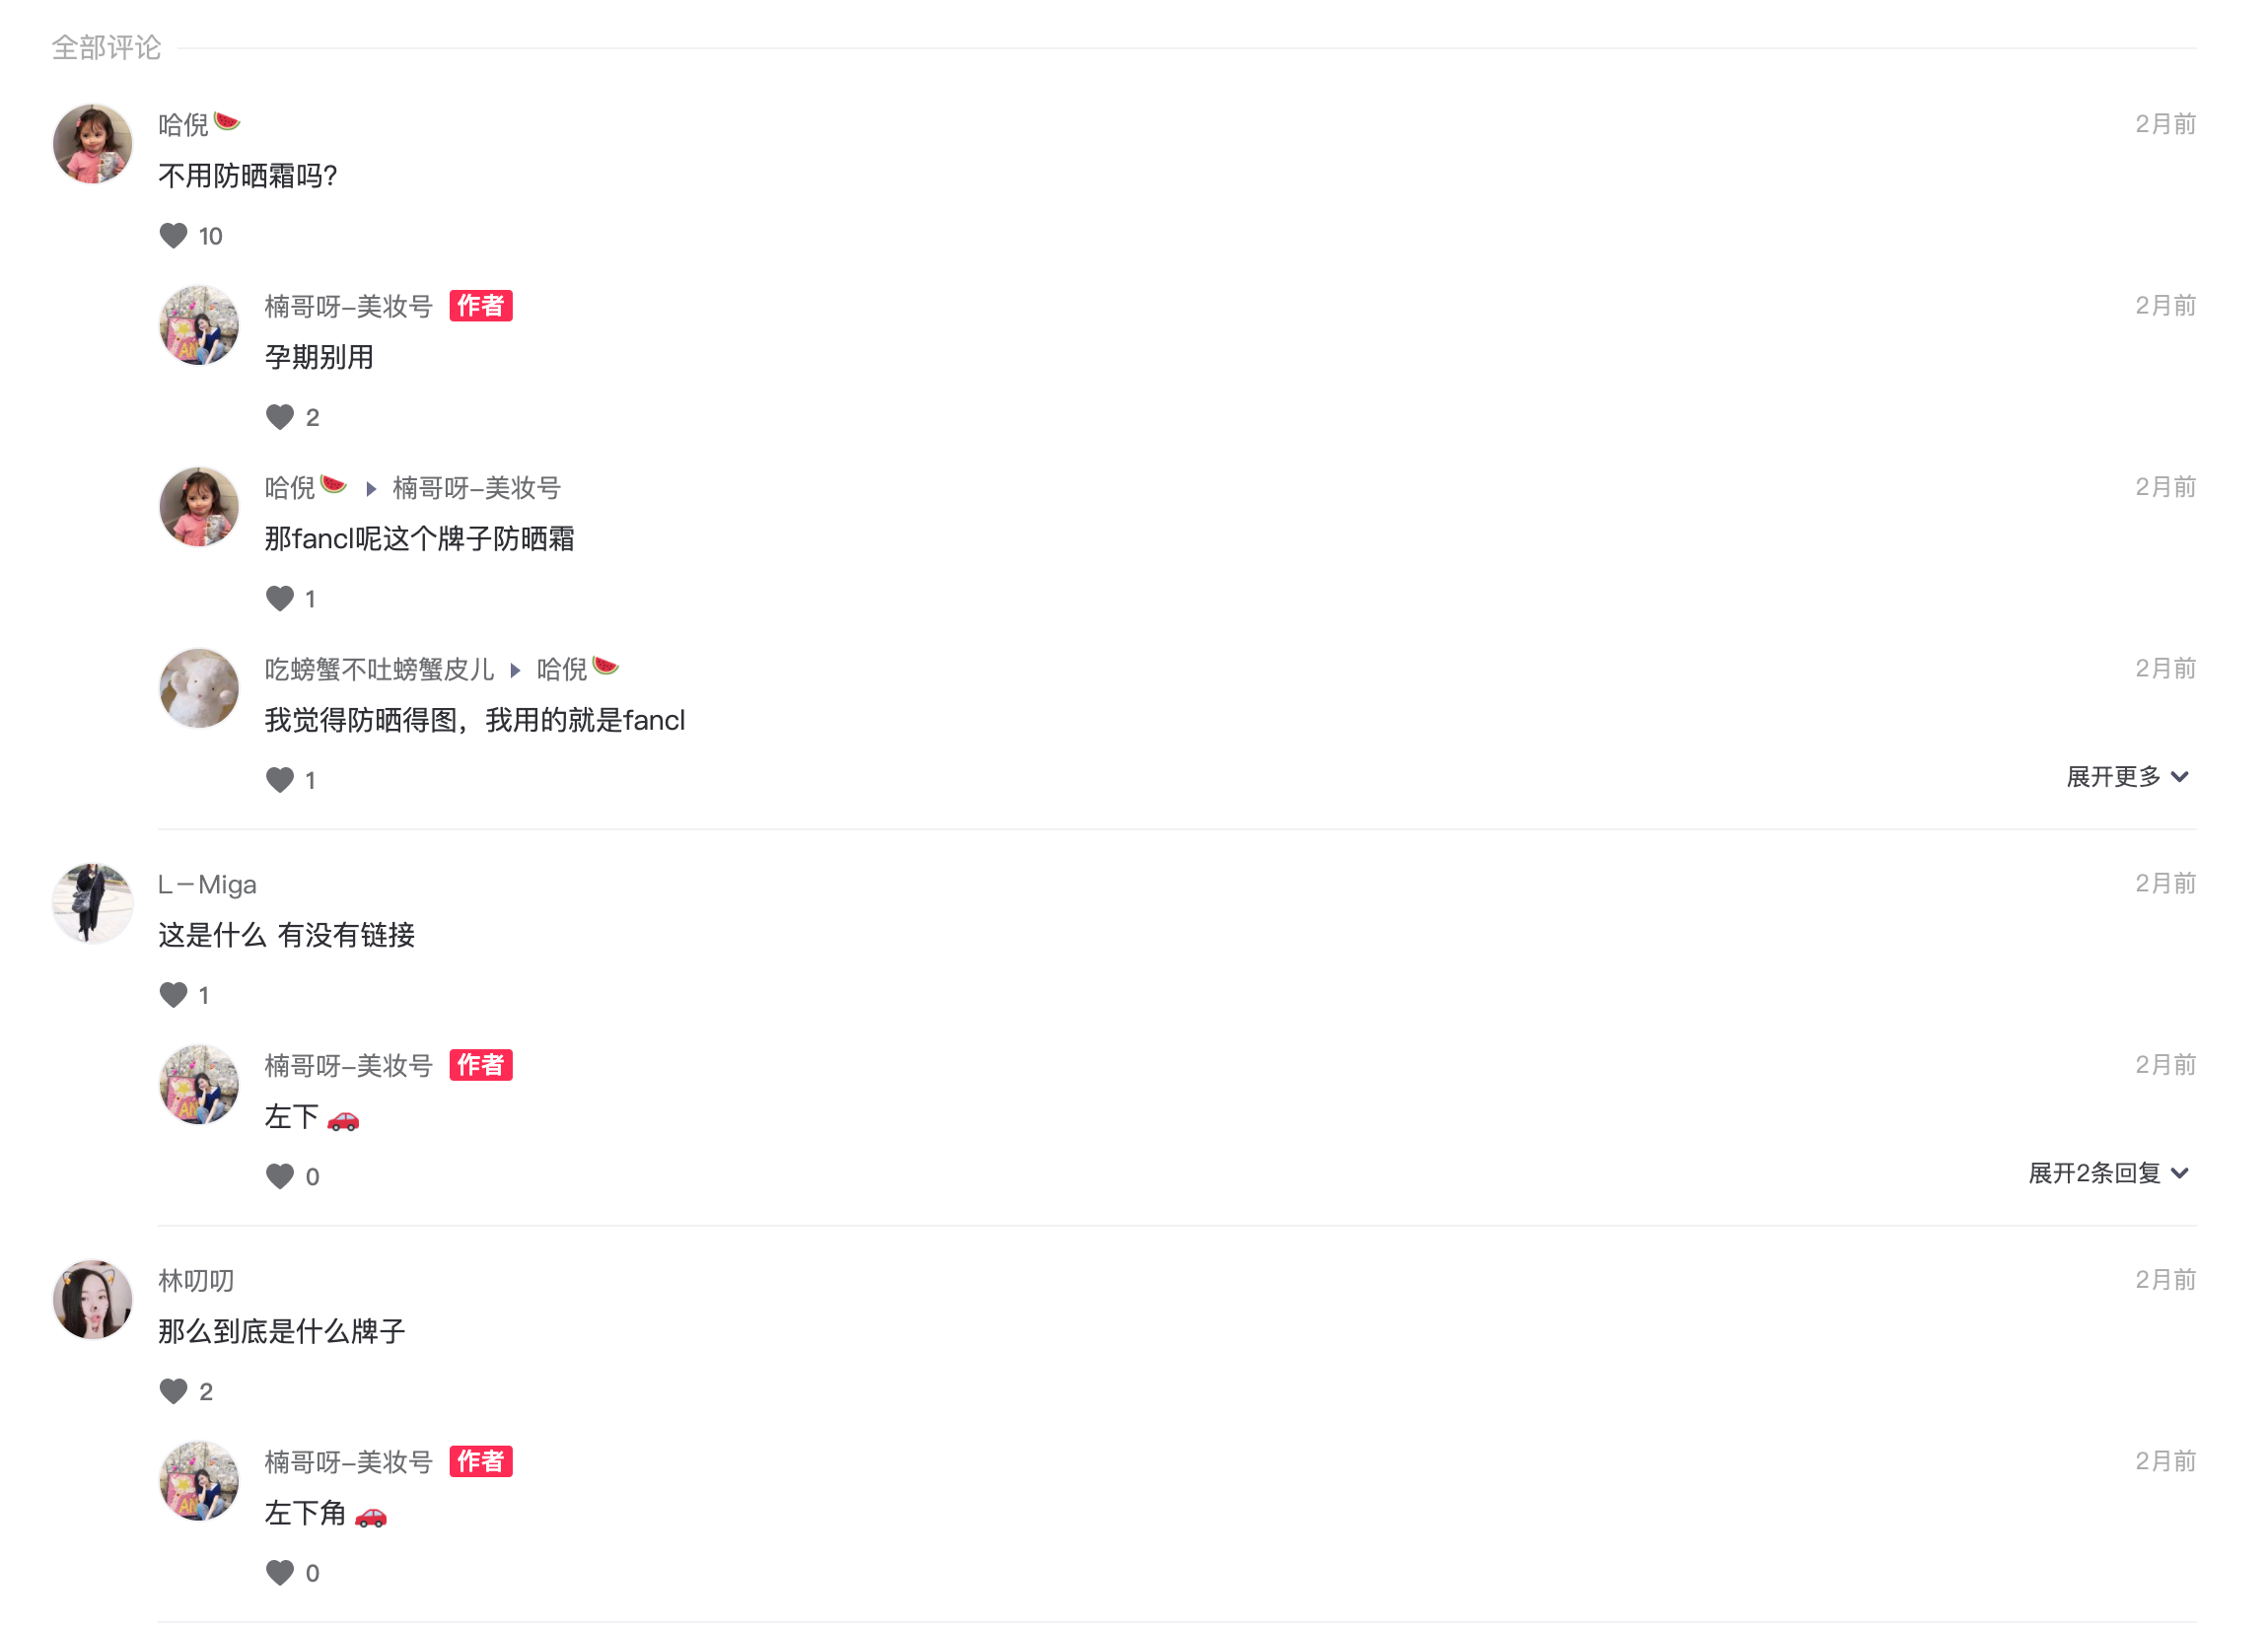 全部评论
哈倪🍉 2月前
不用防晒霜吗?
10
楠哥呀-美妆号 作者 2月前
孕期别用
2
哈倪🍉 ▶ 楠哥呀-美妆号 2月前
那fancl呢这个牌子防晒霜
1
吃螃蟹不吐螃蟹皮儿 ▶ 哈倪🍉 2月前
我觉得防晒得图，我用的就是fancl
1 展开更多
L－Miga 2月前
这是什么 有没有链接
1
楠哥呀-美妆号 作者 2月前
左下 🚗
0 展开2条回复
林叨叨 2月前
那么到底是什么牌子
2
楠哥呀-美妆号 作者 2月前
左下角 🚗
0